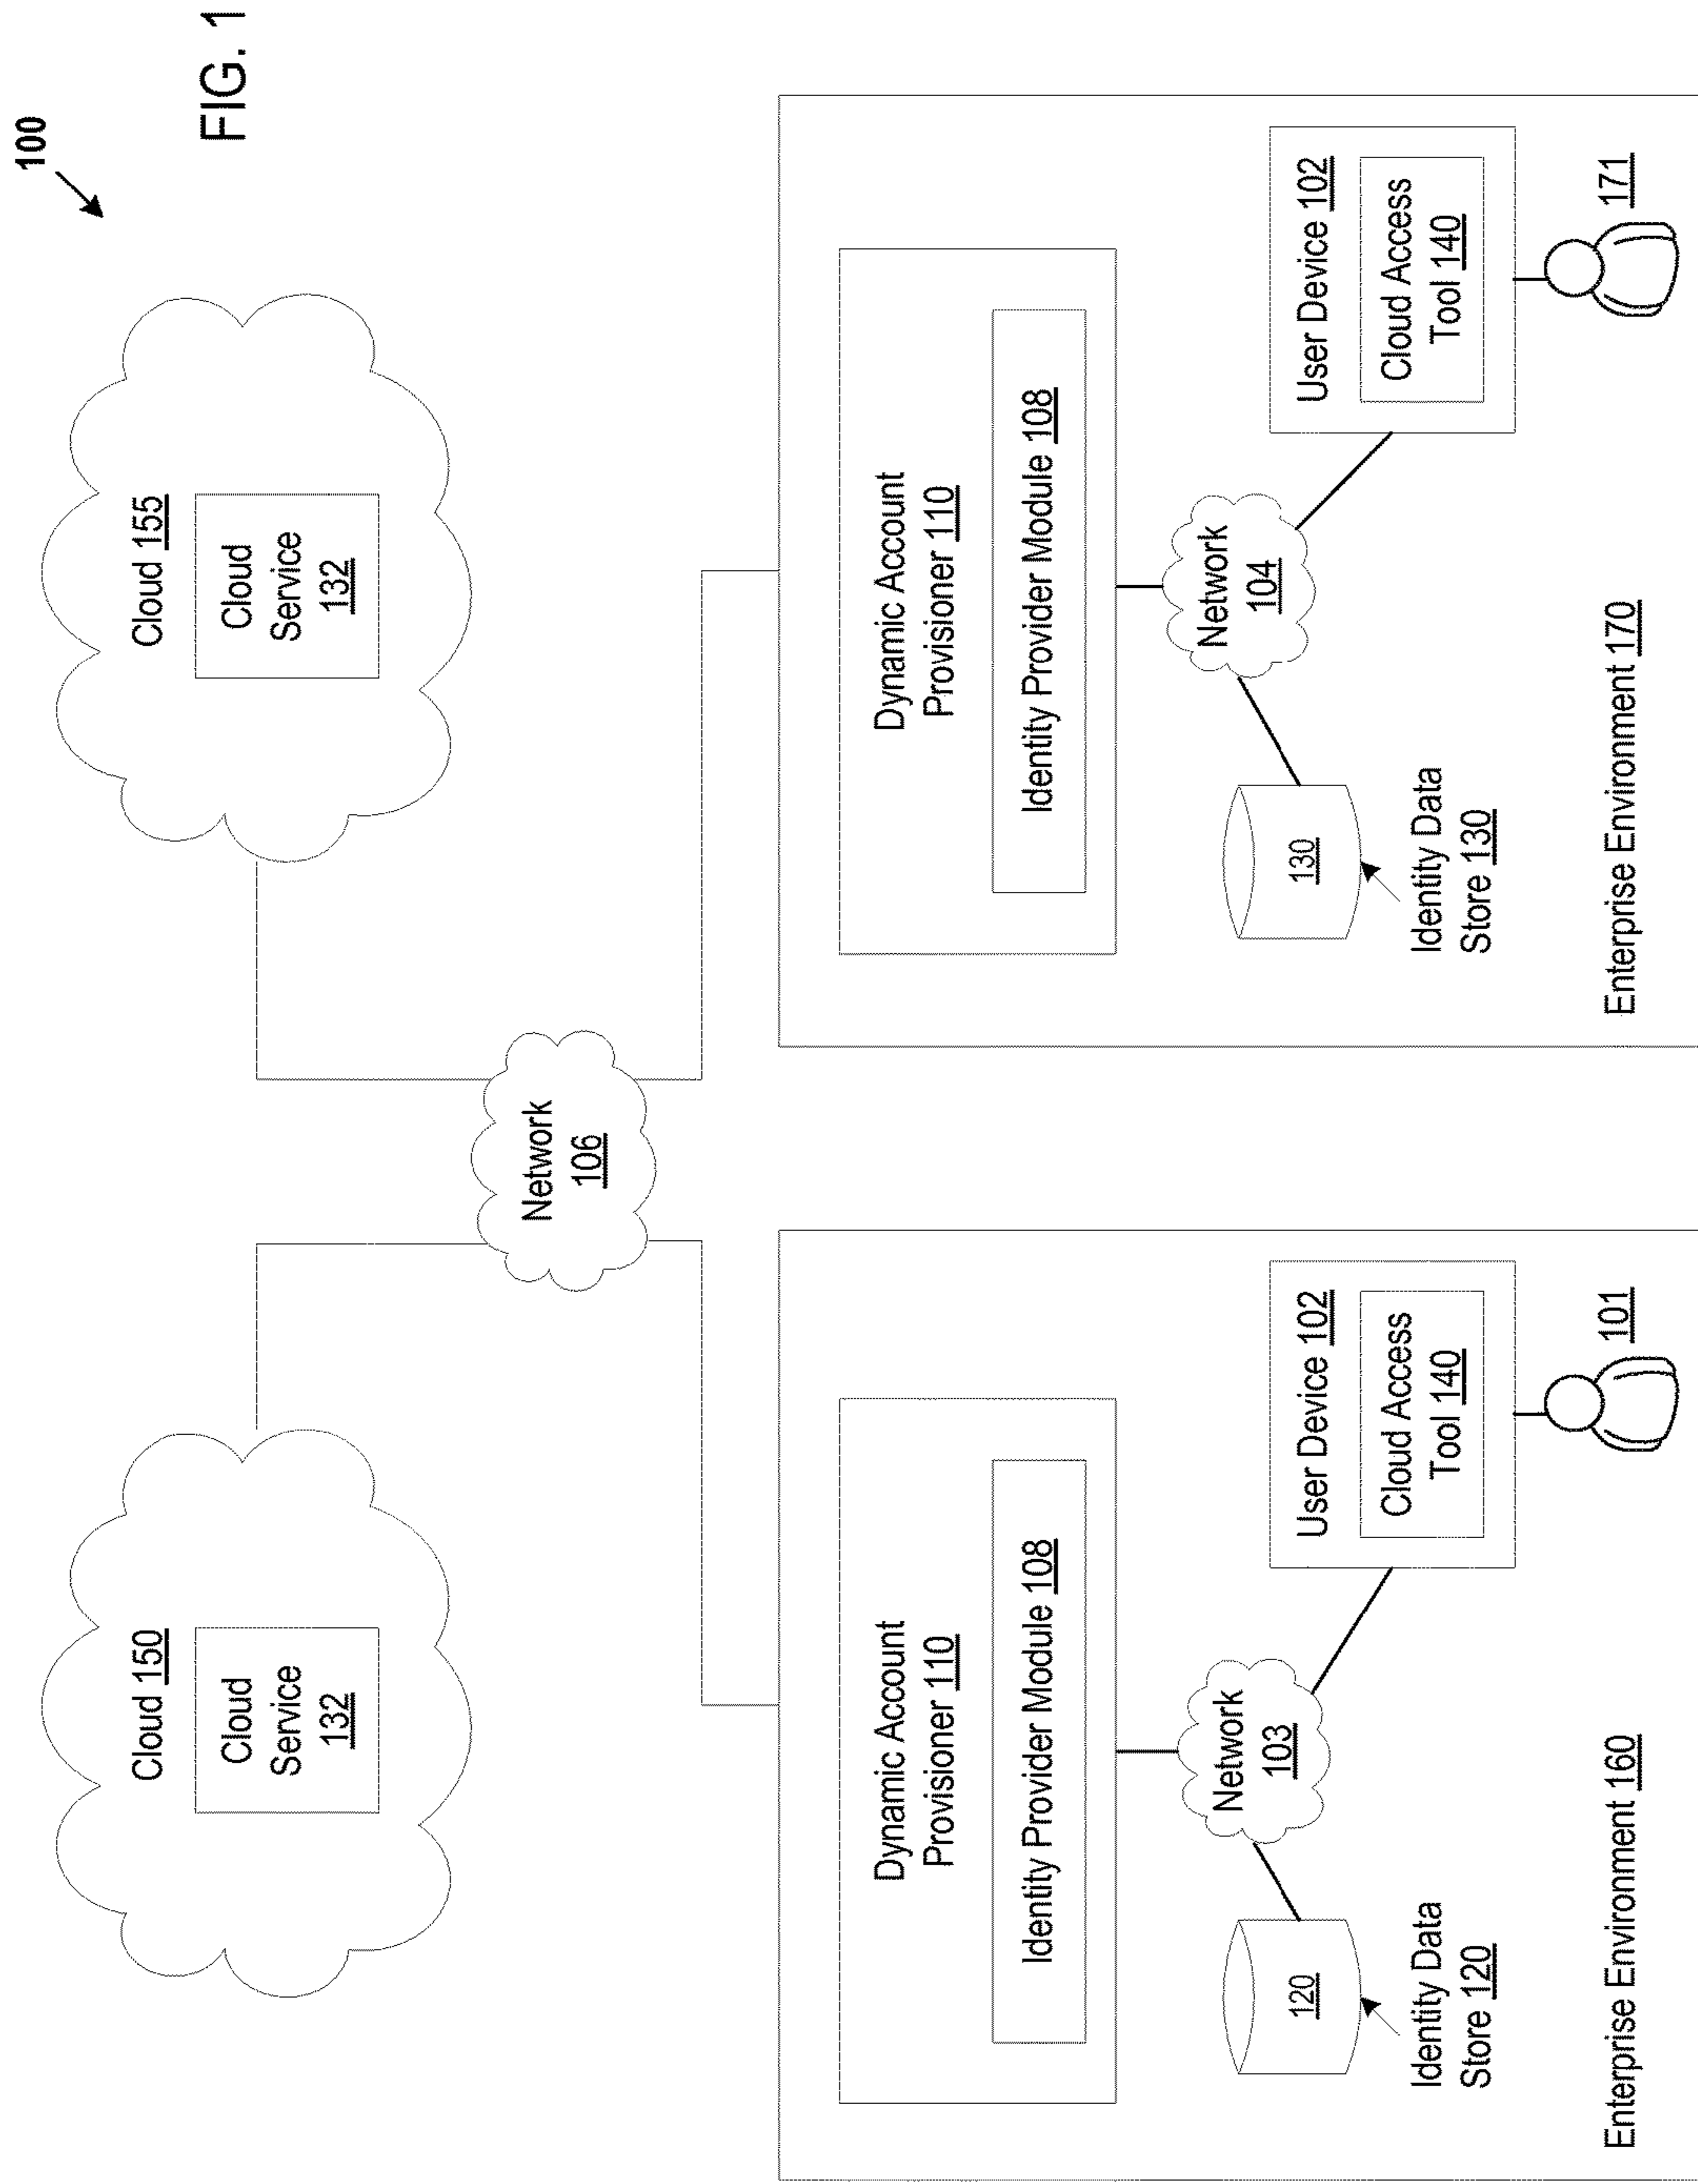 100
FIG. 1
Cloud 150
Cloud
Service
132
Cloud 155
Cloud
Service
132
Network
106
Dynamic Account
Provisioner 110
Identity Provider Module 108
Network
103
120
Identity Data
Store 120
User Device 102
Cloud Access
Tool 140
101
Enterprise Environment 160
Dynamic Account
Provisioner 110
Identity Provider Module 108
Network
104
130
Identity Data
Store 130
User Device 102
Cloud Access
Tool 140
171
Enterprise Environment 170